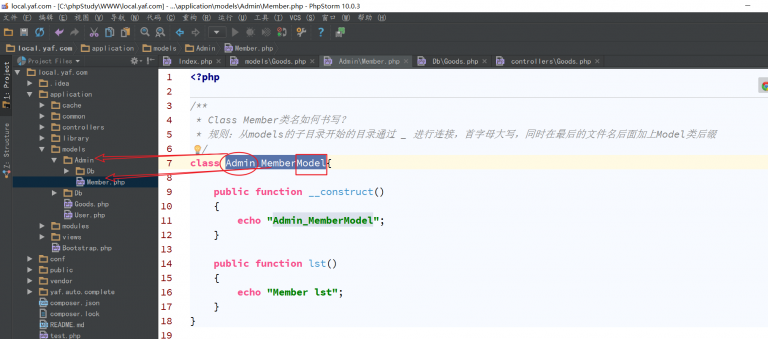 local.yaf.com - [C:\phpStudy\WWW\local.yaf.com] - ...\application\models\Admin\Member.php - PhpStorm 10.0.3
文件(F) 编辑(E) 视图(V) 导航(N) 代码(C) 重构(R) 运行(U) 工具(T) VCS(S) 窗口(W) 帮助(H)
local.yaf.com application models Admin Member.php
Project Files Index.php models\Goods.php Admin\Member.php Db\Goods.php controllers\Goods.php
1: Project
Z: Structure
local.yaf.com
.idea
application
cache
common
controllers
library
models
Admin
Db
Member.php
Db
Goods.php
User.php
modules
views
Bootstrap.php
conf
public
vendor
yaf.auto.complete
composer.json
composer.lock
README.md
test.php
1 <?php
2
3 /**
4 * Class Member类名如何书写?
5 * 规则: 从models的子目录开始的目录通过 _ 进行连接，首字母大写，同时在最后的文件名后面加上Model类后缀
6 */
7 class Admin_MemberModel{
8
9 public function __construct()
10 {
11 echo "Admin_MemberModel";
12 }
13
14 public function lst()
15 {
16 echo "Member lst";
17 }
18 }
19